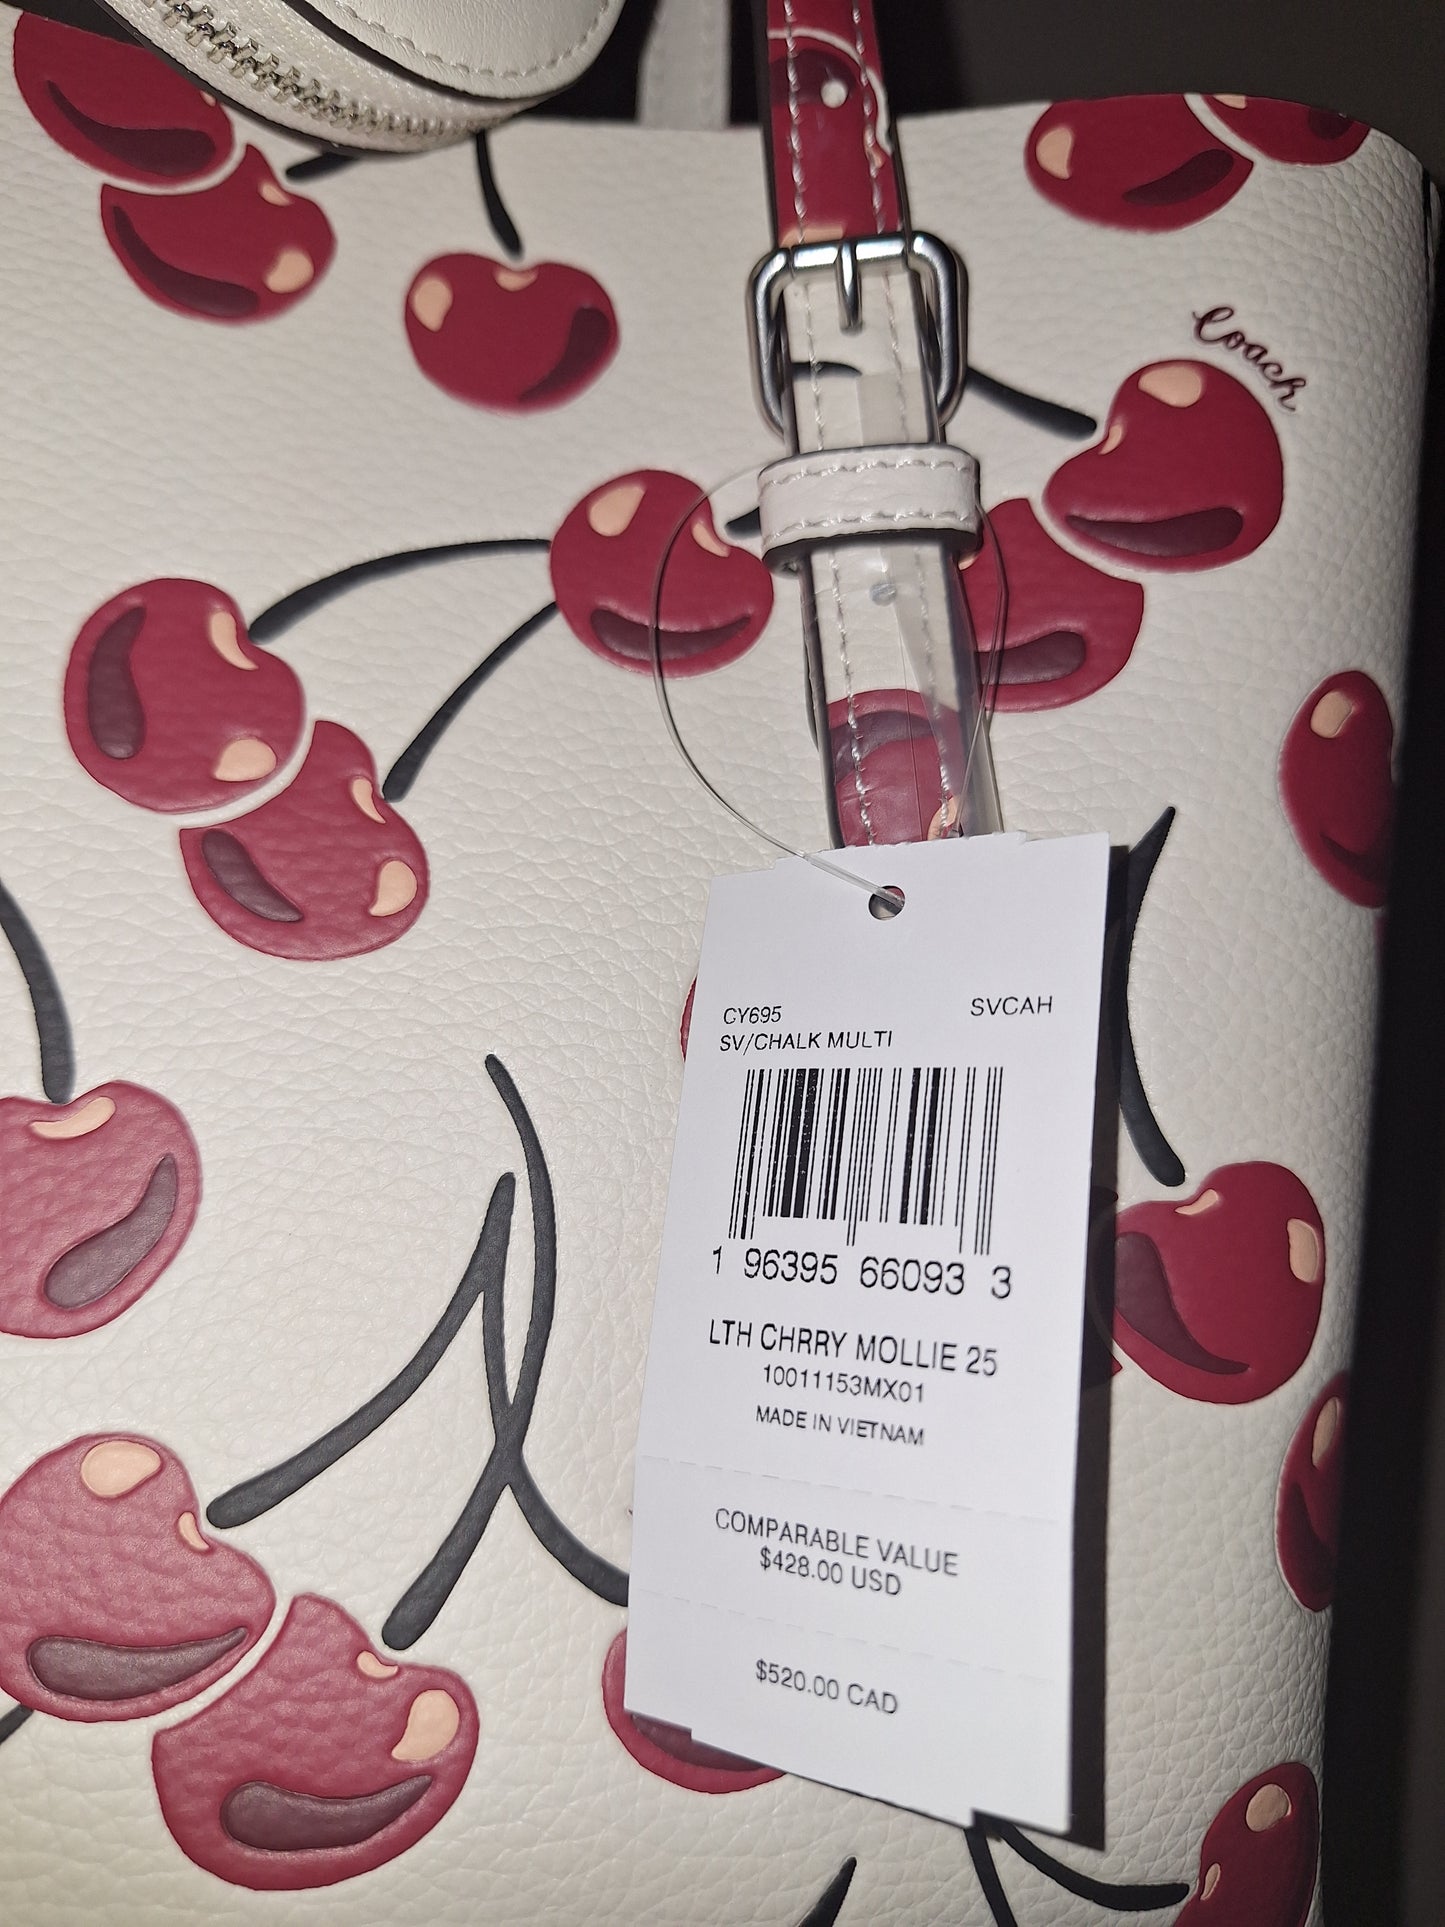 Coach
CY695 SVCAH
SV/CHALK MULTI
1 96395 66093 3
LTH CHRRY MOLLIE 25
10011153MX01
MADE IN VIETNAM
COMPARABLE VALUE
$428.00 USD
$520.00 CAD